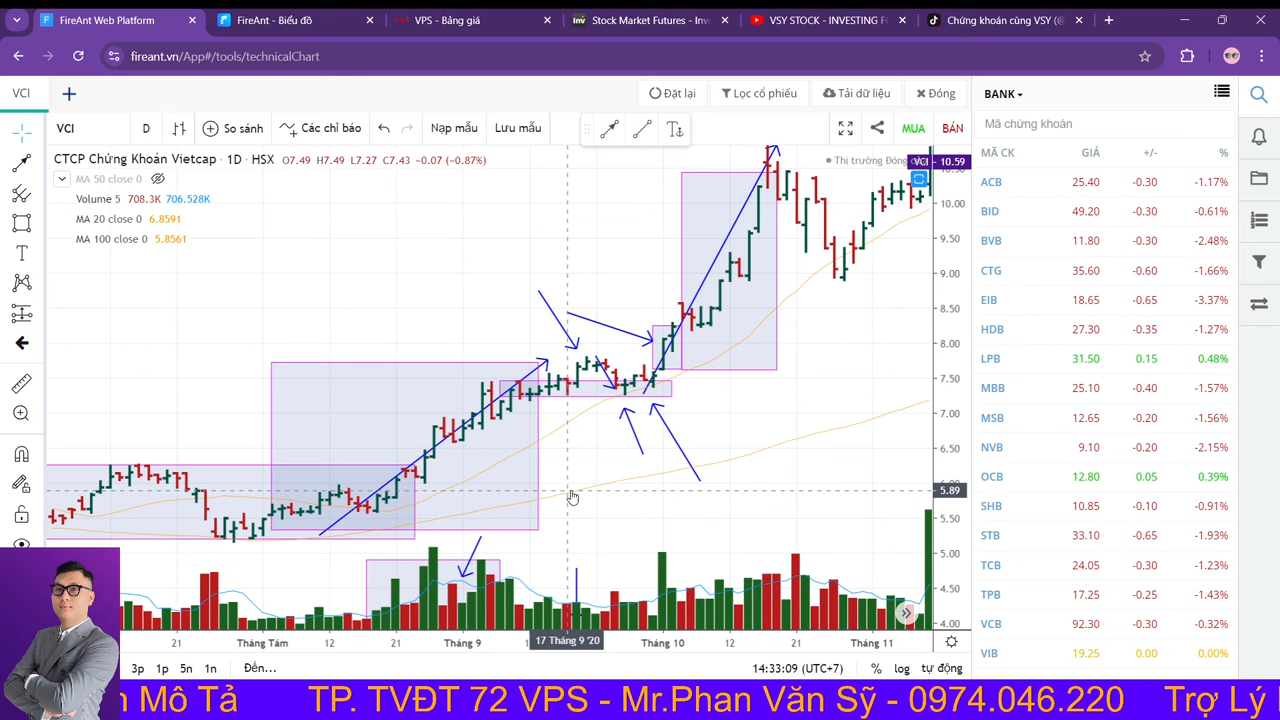 FireAnt Web Platform
FireAnt - Biểu đồ
VPS - Bảng giá
Stock Market Futures - Inve
VSY STOCK - INVESTING F
Chứng khoán cùng VSY (@
fireant.vn/App#/tools/technicalChart
VCI
Đặt lại
Lọc cổ phiếu
Tải dữ liệu
Đóng
BANK
VCI
D
So sánh
Các chỉ báo
Nạp mẫu
Lưu mẫu
MUA
BÁN
Mã chứng khoán
CTCP Chứng Khoán Vietcap · 1D · HSX O7.49 H7.49 L7.27 C7.43 -0.07 (-0.87%)
Thị trường Đóng
VCI - 10.59
MA 50 close 0
Volume 5 708.3K 706.528K
MA 20 close 0 6.8591
MA 100 close 0 5.8561
10.00
9.50
9.00
8.50
8.00
7.50
7.00
6.50
5.89
5.50
5.00
4.50
4.00
MÃ CK GIÁ +/- %
ACB 25.40 -0.30 -1.17%
BID 49.20 -0.30 -0.61%
BVB 11.80 -0.30 -2.48%
CTG 35.60 -0.60 -1.66%
EIB 18.65 -0.65 -3.37%
HDB 27.30 -0.35 -1.27%
LPB 31.50 0.15 0.48%
MBB 25.10 -0.40 -1.57%
MSB 12.65 -0.20 -1.56%
NVB 9.10 -0.20 -2.15%
OCB 12.80 0.05 0.39%
SHB 10.85 -0.10 -0.91%
STB 33.10 -0.65 -1.93%
TCB 24.05 -0.30 -1.23%
TPB 17.25 -0.25 -1.43%
VCB 92.30 -0.30 -0.32%
VIB 19.25 0.00 0.00%
21 Tháng Tám 12 21 Tháng 9 17 Tháng 9 '20 Tháng 10 12 21 Tháng 11
3p 1p 5n 1n Đến...
14:33:09 (UTC+7) % log tự động
n Mô Tả TP. TVĐT 72 VPS - Mr.Phan Văn Sỹ - 0974.046.220 Trợ Lý